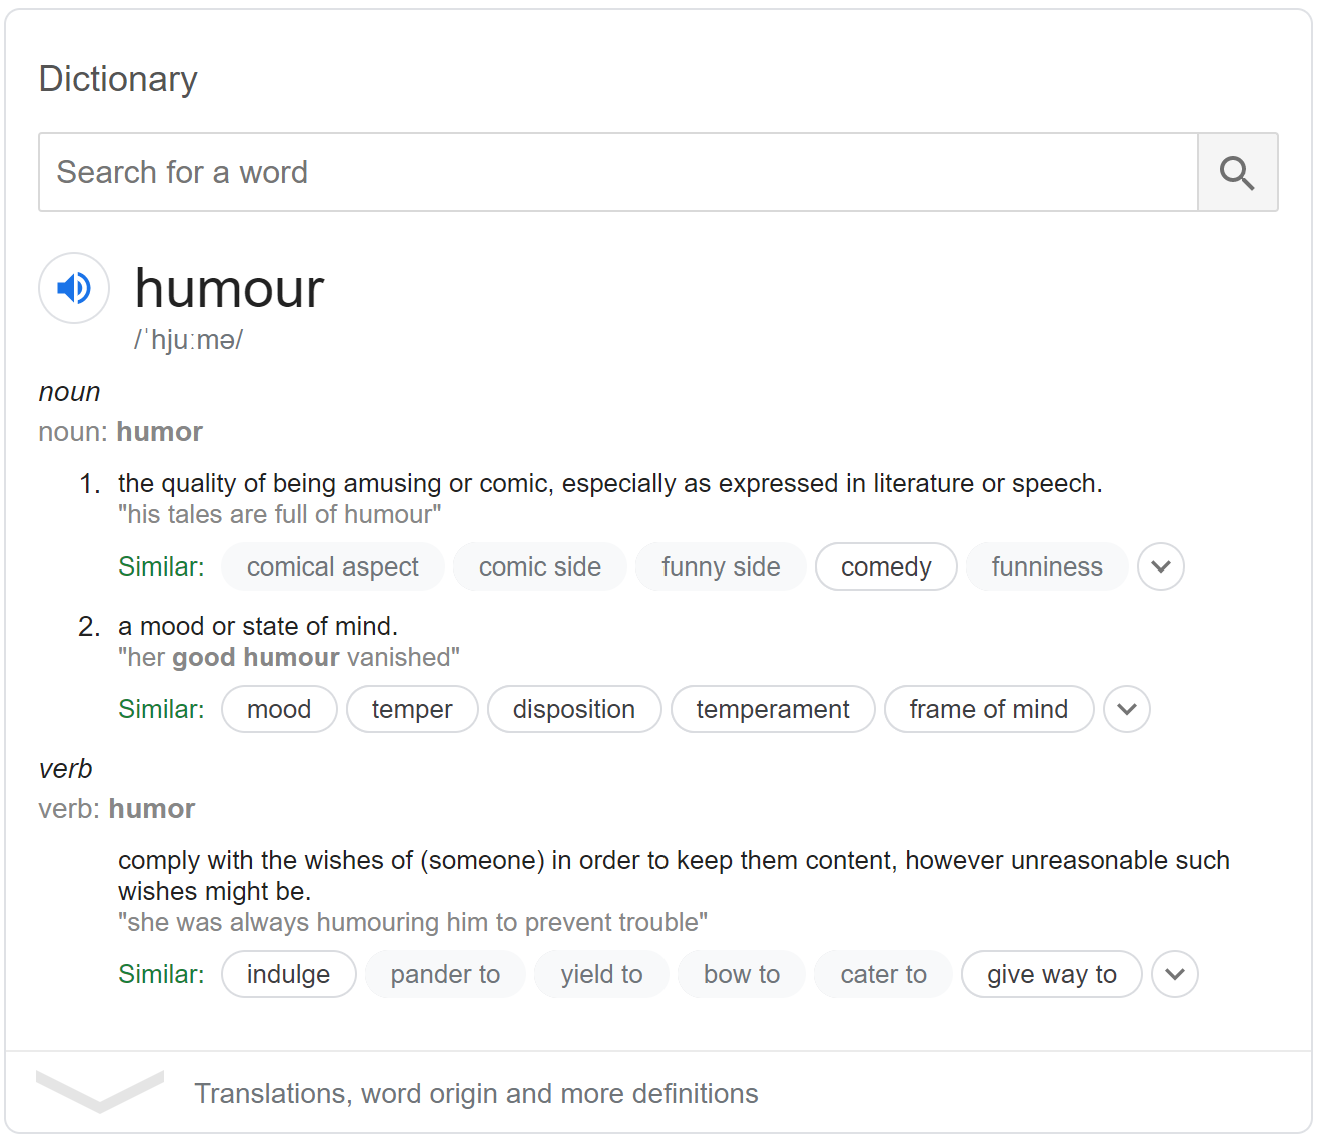 Dictionary
Search for a word
humour
/ˈhjuːmə/
noun
noun: humor
1. the quality of being amusing or comic, especially as expressed in literature or speech.
"his tales are full of humour"
Similar: comical aspect comic side funny side comedy funniness
2. a mood or state of mind.
"her good humour vanished"
Similar: mood temper disposition temperament frame of mind
verb
verb: humor
comply with the wishes of (someone) in order to keep them content, however unreasonable such
wishes might be.
"she was always humouring him to prevent trouble"
Similar: indulge pander to yield to bow to cater to give way to
Translations, word origin and more definitions